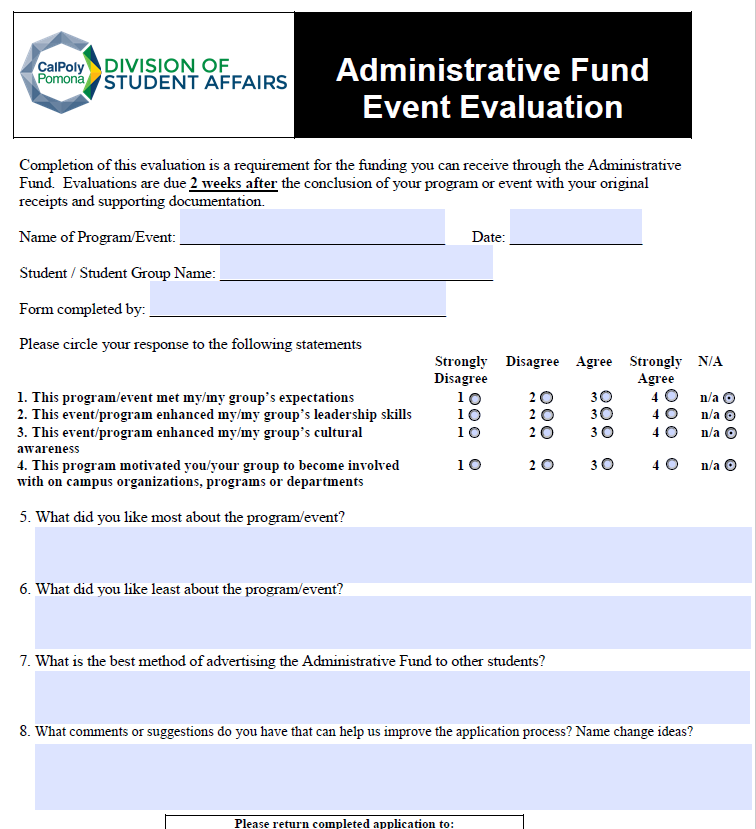 CalPoly
Pomona
DIVISION OF
STUDENT AFFAIRS
Administrative Fund
Event Evaluation
Completion of this evaluation is a requirement for the funding you can receive through the Administrative
Fund.  Evaluations are due 2 weeks after the conclusion of your program or event with your original
receipts and supporting documentation.
Name of Program/Event: Date:
Student / Student Group Name:
Form completed by:
Please circle your response to the following statements
Strongly Disagree Agree Strongly N/A
Disagree Agree
1. This program/event met my/my group's expectations 1 2 3 4 n/a
2. This event/program enhanced my/my group's leadership skills 1 2 3 4 n/a
3. This event/program enhanced my/my group's cultural 1 2 3 4 n/a
awareness
4. This program motivated you/your group to become involved 1 2 3 4 n/a
with on campus organizations, programs or departments
5. What did you like most about the program/event?
6. What did you like least about the program/event?
7. What is the best method of advertising the Administrative Fund to other students?
8. What comments or suggestions do you have that can help us improve the application process? Name change ideas?
Please return completed application to: